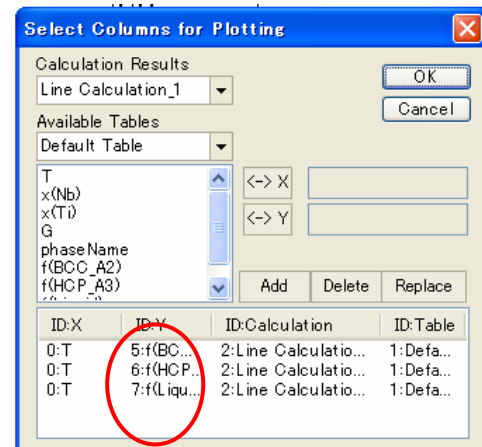 Select Columns for Plotting
Calculation Results
OK
Line Calculation_1
Cancel
Available Tables
Default Table
T
x(Nb)
x(Ti)
G
phaseName
f(BCC_A2)
f(HCP_A3)
<-> X
<-> Y
Add Delete Replace
ID:X ID:Y ID:Calculation ID:Table
0:T 5:f(BC... 2:Line Calculatio... 1:Defa...
0:T 6:f(HCP... 2:Line Calculatio... 1:Defa...
0:T 7:f(Liqu... 2:Line Calculatio... 1:Defa...